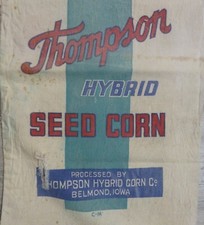 Thompson
HYBRID
SEED CORN
PROCESSED BY
THOMPSON HYBRID CORN Co
BELMOND, IOWA